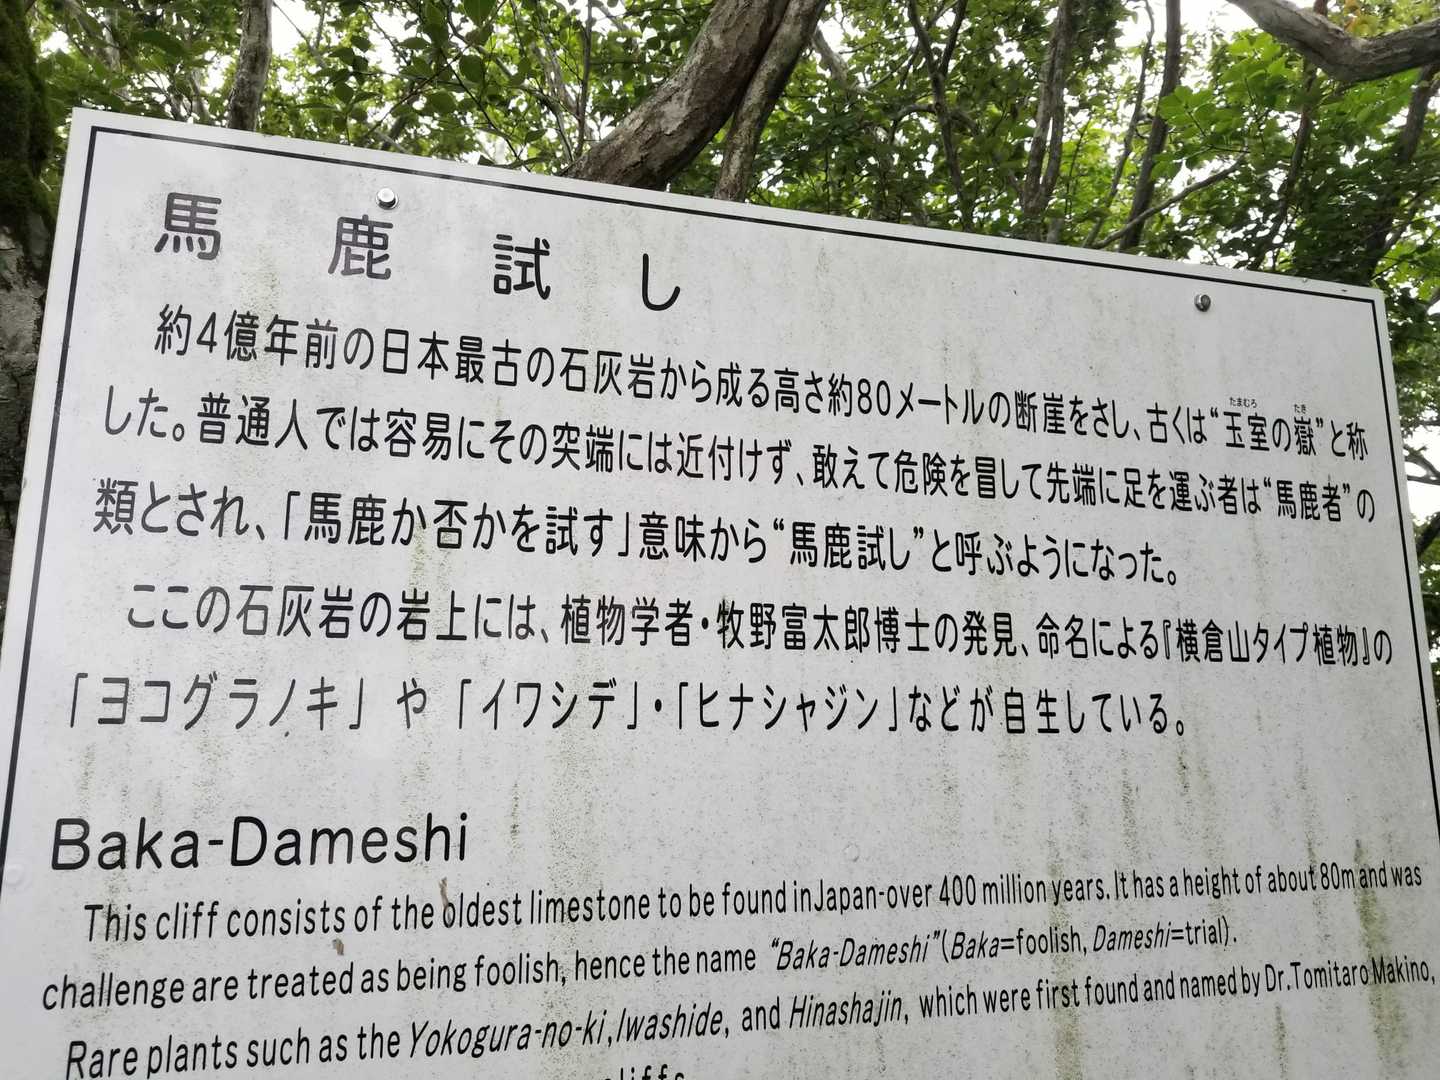 馬鹿試し
約4億年前の日本最古の石灰岩から成る高さ約80メートルの断崖をさし、古くは“玉室の嶽”と称
たまむろ たき
した。普通人では容易にその突端には近付けず、敢えて危険を冒して先端に足を運ぶ者は“馬鹿者”の
類とされ、「馬鹿か否かを試す」意味から“馬鹿試し”と呼ぶようになった。
ここの石灰岩の岩上には、植物学者・牧野富太郎博士の発見、命名による『横倉山タイプ植物』の
「ヨコグラノキ」や「イワシデ」・「ヒナシャジン」などが自生している。
Baka-Dameshi
This cliff consists of the oldest limestone to be found in Japan-over 400 million years. It has a height of about 80m and was
challenge are treated as being foolish, hence the name “Baka-Dameshi”(Baka=foolish, Dameshi=trial).
Rare plants such as the Yokogura-no-ki, Iwashide, and Hinashajin, which were first found and named by Dr. Tomitaro Makino,
cliffs